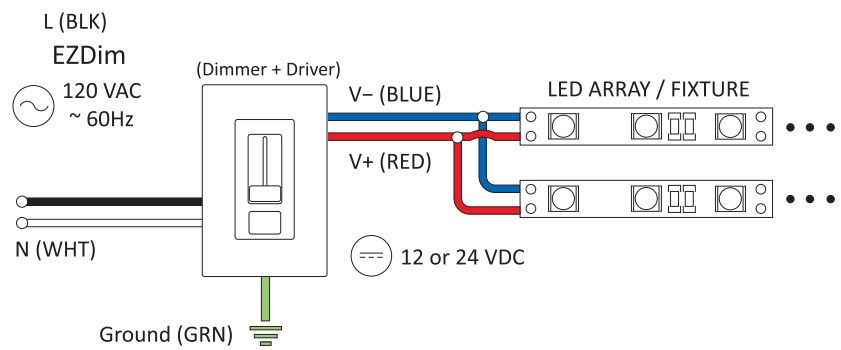 L (BLK)
EZDim
120 VAC
~ 60Hz
(Dimmer + Driver)
V– (BLUE)
LED ARRAY / FIXTURE
V+ (RED)
N (WHT)
12 or 24 VDC
Ground (GRN)